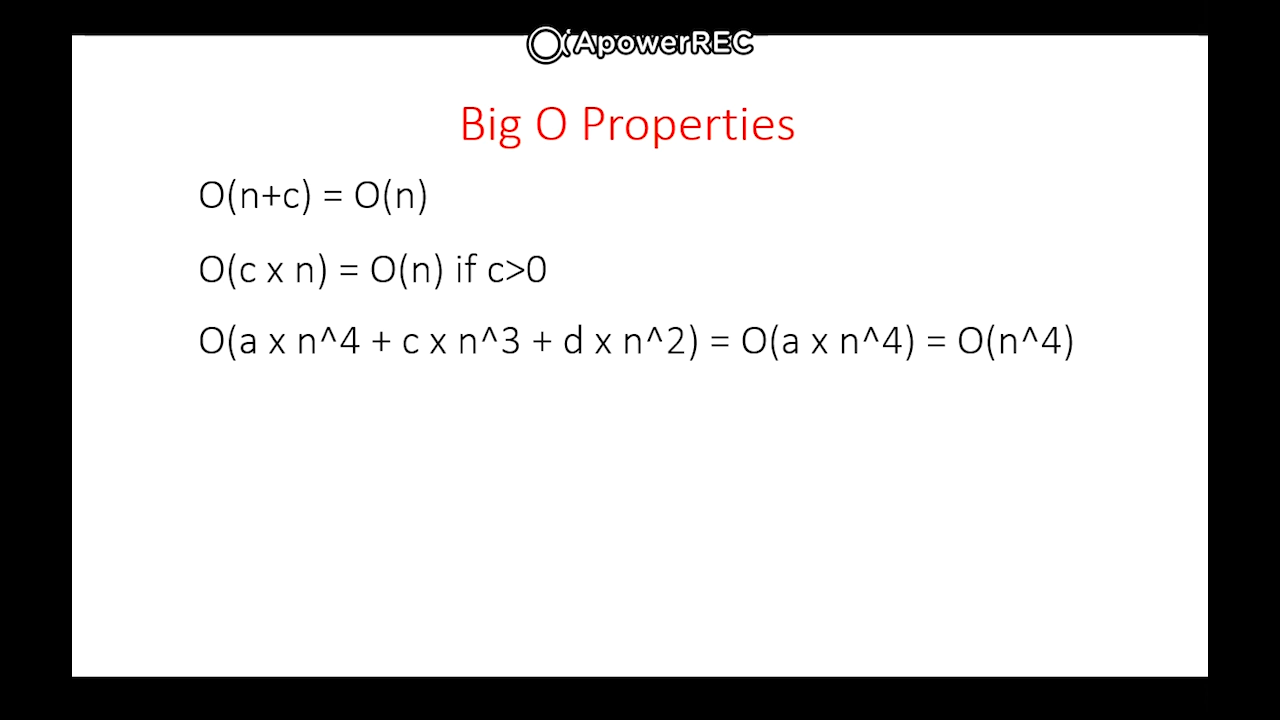 ApowerREC
Big O Properties
O(n+c) = O(n)
O(c x n) = O(n) if c>0
O(a x n^4 + c x n^3 + d x n^2) = O(a x n^4) = O(n^4)